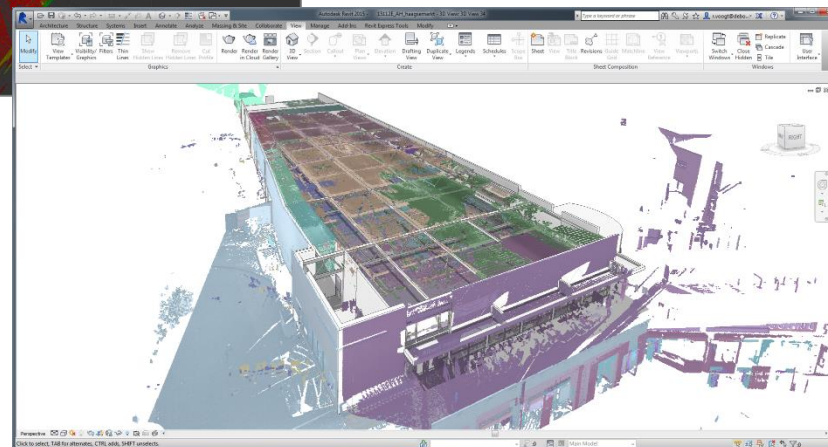 Autodesk Revit 2015 -
3D View: 3D View 34
Type a keyword or phrase
Architecture Structure Systems Insert Annotate Analyze Massing & Site Collaborate View Manage Add-Ins Revit Express Tools Modify
Modify
View Templates
Visibility/ Graphics
Filters
Thin Lines
Show Hidden Lines
Remove Hidden Lines
Cut Profile
Render
Render in Cloud
Render Gallery
3D View
Section
Callout
Plan Views
Elevation
Drafting View
Duplicate View
Legends
Schedules
Scope Box
Sheet
View
Title Block
Revisions
Guide Grid
Matchline
View Reference
Viewports
Switch Windows
Close Hidden
Replicate
Cascade
Tile
User Interface
Select
Graphics
Create
Sheet Composition
Windows
RIGHT
Perspective
Click to select, TAB for alternates, CTRL adds, SHIFT unselects.
Main Model